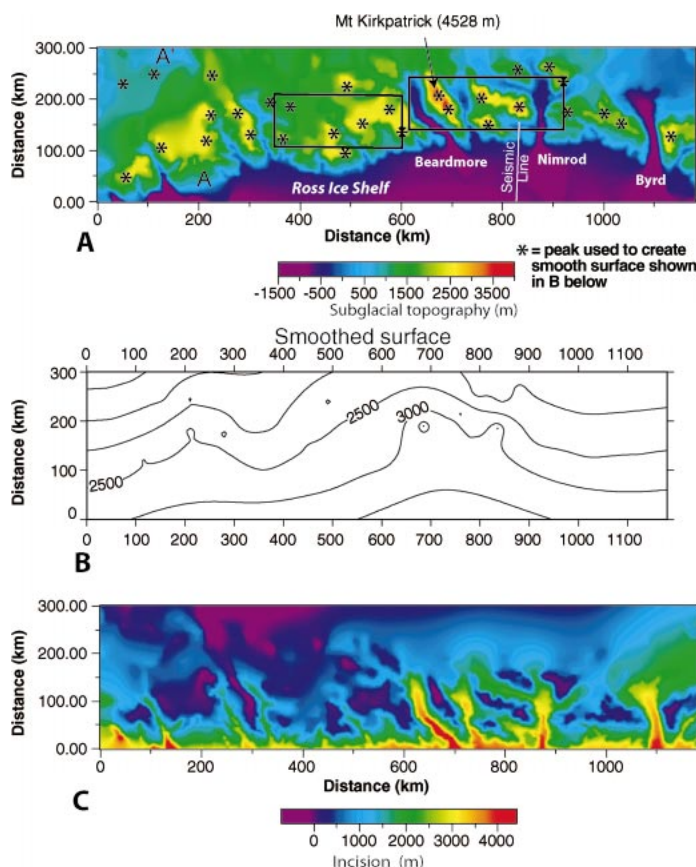 Mt Kirkpatrick (4528 m)
300.00
200.00
100.00
0.00
Distance (km)
A'
A
Ross Ice Shelf
Beardmore
Seismic Line
Nimrod
Byrd
0 200 400 600 800 1000
Distance (km)
A
-1500 -500 500 1500 2500 3500
Subglacial topography (m)
* = peak used to create
smooth surface shown
in B below
Smoothed surface
0 100 200 300 400 500 600 700 800 900 1000 1100
300
200
100
0
Distance (km)
2500
2500
3000
0 100 200 300 400 500 600 700 800 900 1000 1100
B
300.00
200.00
100.00
0.00
Distance (km)
0 200 400 600 800 1000
Distance (km)
C
0 1000 2000 3000 4000
Incision (m)